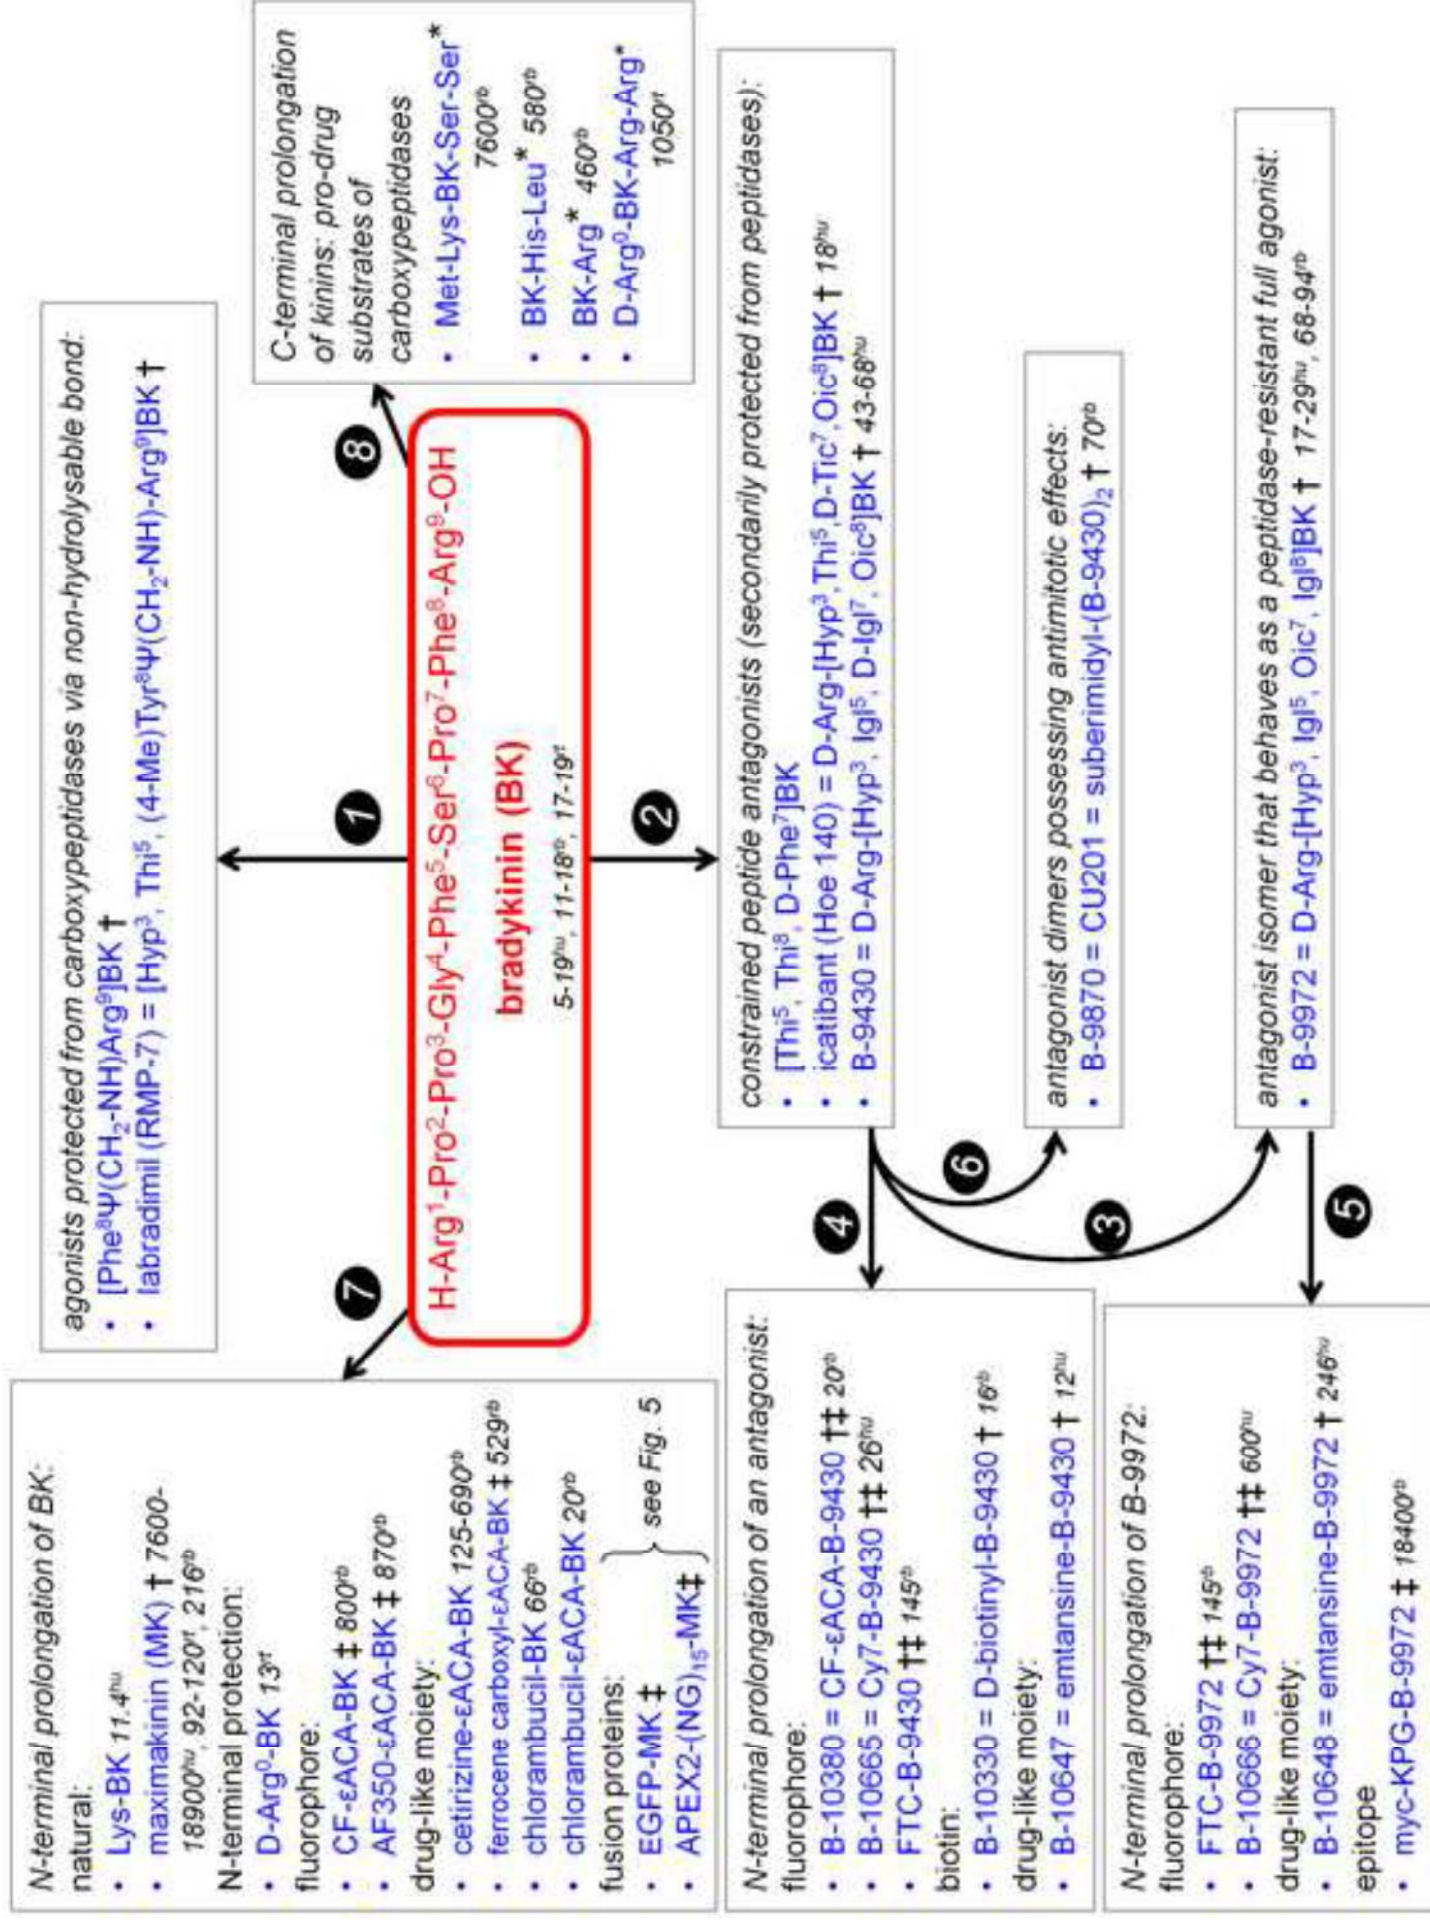 N-terminal prolongation of BK:
natural:
• Lys-BK 11.4ʰᵘ
• maximakinin (MK) † 7600-
18900ʰᵘ, 92-120ʳᵗ, 216ʳᵇ
N-terminal protection:
• D-Arg⁰-BK 13ʳᵗ
fluorophore:
• CF-εACA-BK ‡ 800ʳᵇ
• AF350-εACA-BK ‡ 870ʳᵇ
drug-like moiety:
• cetirizine-εACA-BK 125-690ʳᵇ
• ferrocene carboxyl-εACA-BK ‡ 529ʳᵇ
• chlorambucil-BK 66ʳᵇ
• chlorambucil-εACA-BK 20ʳᵇ
fusion proteins:
• EGFP-MK ‡
• APEX2-(NG)₁₅-MK‡
see Fig. 5
7
agonists protected from carboxypeptidases via non-hydrolysable bond:
• [Phe⁸Ψ(CH₂-NH)Arg⁹]BK †
• labradimil (RMP-7) = [Hyp³, Thi⁵, (4-Me)Tyr⁸Ψ(CH₂-NH)-Arg⁹]BK †
1
8
C-terminal prolongation
of kinins: pro-drug
substrates of
carboxypeptidases
• Met-Lys-BK-Ser-Ser*
7600ʳᵇ
• BK-His-Leu* 580ʳᵇ
• BK-Arg* 460ʳᵇ
• D-Arg⁰-BK-Arg-Arg*
1050ʳᵗ
H-Arg¹-Pro²-Pro³-Gly⁴-Phe⁵-Ser⁶-Pro⁷-Phe⁸-Arg⁹-OH
bradykinin (BK)
5-19ʰᵘ, 11-18ʳᵇ, 17-19ʳᵗ
2
constrained peptide antagonists (secondarily protected from peptidases):
• [Thi⁵, Thi⁸, D-Phe⁷]BK
• icatibant (Hoe 140) = D-Arg-[Hyp³,Thi⁵,D-Tic⁷,Oic⁸]BK † 18ʰᵘ
• B-9430 = D-Arg-[Hyp³, Igl⁵, D-Igl⁷, Oic⁸]BK † 43-68ʰᵘ
4
6
3
N-terminal prolongation of an antagonist:
fluorophore:
• B-10380 = CF-εACA-B-9430 †‡ 20ʳᵇ
• B-10665 = Cy7-B-9430 †‡ 26ʰᵘ
• FTC-B-9430 †‡ 145ʳᵇ
biotin:
• B-10330 = D-biotinyl-B-9430 † 16ʳᵇ
drug-like moiety:
• B-10647 = emtansine-B-9430 † 12ʰᵘ
antagonist dimers possessing antimitotic effects:
• B-9870 = CU201 = suberimidyl-(B-9430)₂ † 70ʳᵇ
antagonist isomer that behaves as a peptidase-resistant full agonist:
• B-9972 = D-Arg-[Hyp³, Igl⁵, Oic⁷, Igl⁸]BK † 17-29ʰᵘ, 68-94ʳᵇ
5
N-terminal prolongation of B-9972:
fluorophore:
• FTC-B-9972 †‡ 145ʳᵇ
• B-10666 = Cy7-B-9972 †‡ 600ʰᵘ
drug-like moiety:
• B-10648 = emtansine-B-9972 † 246ʰᵘ
epitope
• myc-KPG-B-9972 ‡ 18400ʳᵇ